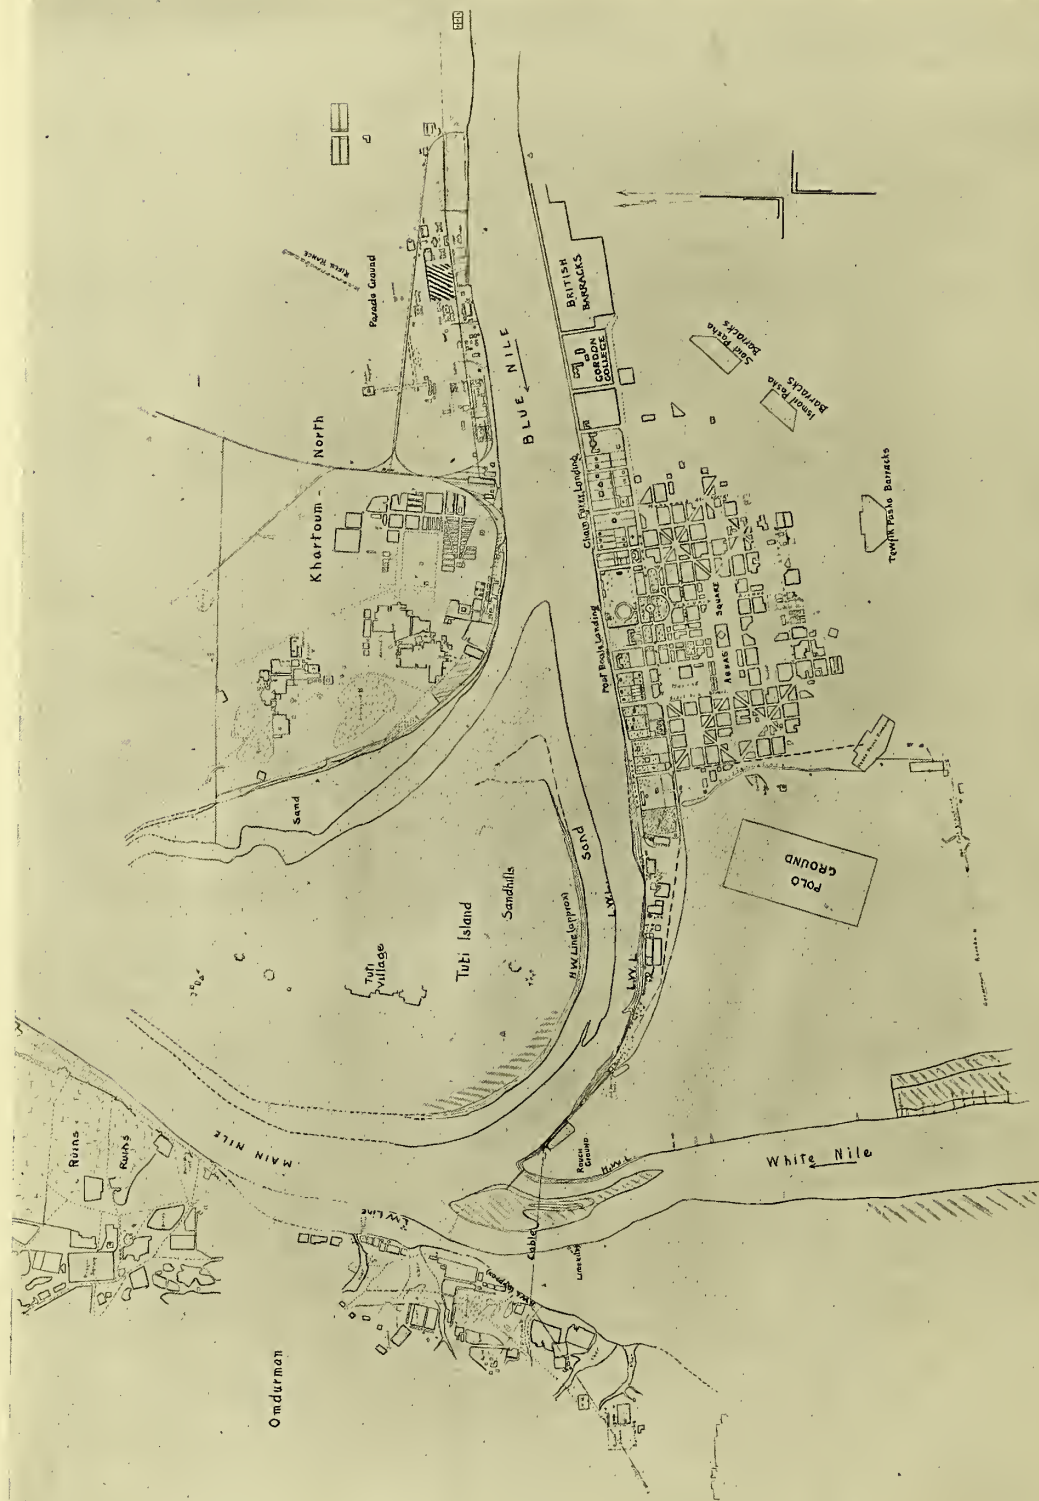 RIFLE RANGE
Parade Ground
Khartoum - North
BLUE NILE
BRITISH
BARRACKS
GORDON
COLLEGE
Said Pasha
Barracks
Ismail Pasha
BARRACKS
Tewfik Pasha Barracks
Landing
Post Boats Landing
ABBAS SQUARE
POLO
GROUND
Sand
Sand
L.W.L.
L.W.L.
H.W Line (approx)
Tuti Island
Sandhills
Tuti
Village
MAIN NILE
Ruins
Ruins
ROUGH
GROUND
H.W.L.
White Nile
Cable
L.W LINE
Omdurman